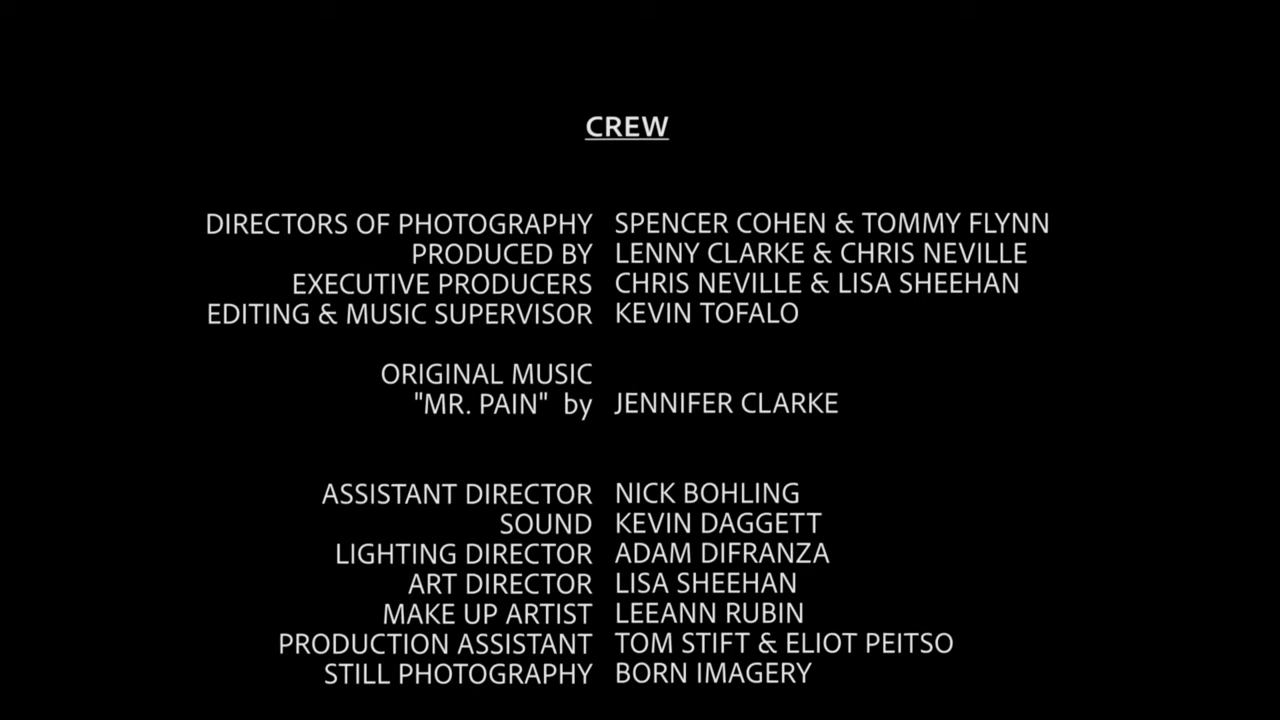 CREW
DIRECTORS OF PHOTOGRAPHY SPENCER COHEN & TOMMY FLYNN
PRODUCED BY LENNY CLARKE & CHRIS NEVILLE
EXECUTIVE PRODUCERS CHRIS NEVILLE & LISA SHEEHAN
EDITING & MUSIC SUPERVISOR KEVIN TOFALO
ORIGINAL MUSIC
"MR. PAIN" by JENNIFER CLARKE
ASSISTANT DIRECTOR NICK BOHLING
SOUND KEVIN DAGGETT
LIGHTING DIRECTOR ADAM DIFRANZA
ART DIRECTOR LISA SHEEHAN
MAKE UP ARTIST LEEANN RUBIN
PRODUCTION ASSISTANT TOM STIFT & ELIOT PEITSO
STILL PHOTOGRAPHY BORN IMAGERY